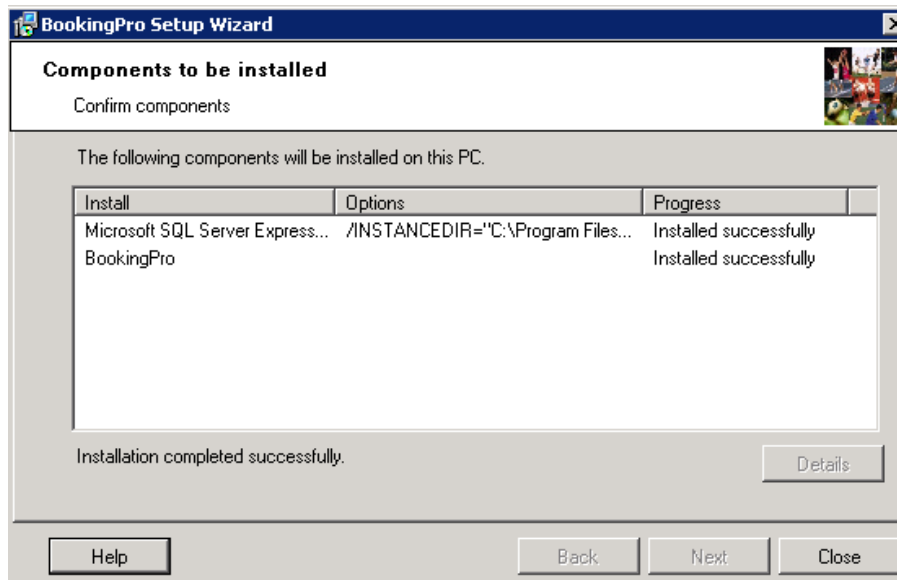 BookingPro Setup Wizard
Components to be installed
Confirm components
The following components will be installed on this PC.
Install Options Progress
Microsoft SQL Server Express... /INSTANCEDIR="C:\Program Files... Installed successfully
BookingPro Installed successfully
Installation completed successfully.
Details
Help Back Next Close